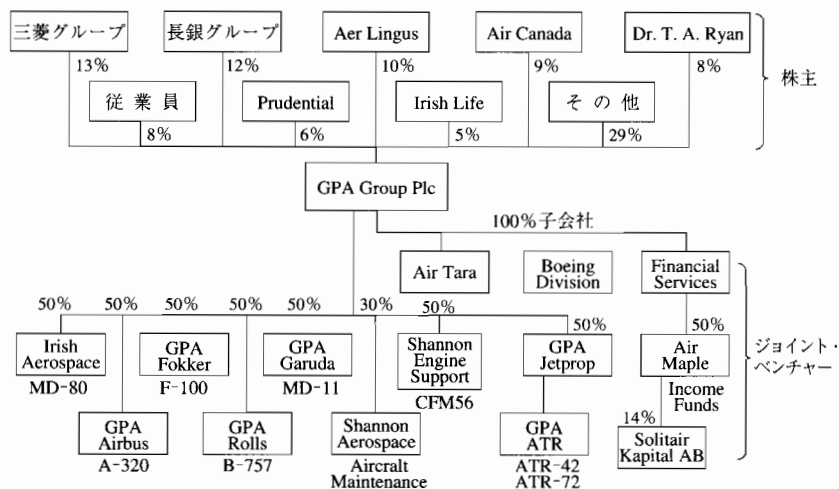 三菱グループ
長銀グループ
Aer Lingus
Air Canada
Dr. T. A. Ryan
13%
12%
10%
9%
8%
株主
従業員
Prudential
Irish Life
その他
8%
6%
5%
29%
GPA Group Plc
100%子会社
Air Tara
Boeing
Division
Financial
Services
50%
50%
50%
50%
50%
30%
50%
50%
50%
Irish
Aerospace
MD-80
GPA
Fokker
F-100
GPA
Garuda
MD-11
Shannon
Engine
Support
CFM56
GPA
Jetprop
Air
Maple
Income
Funds
ジョイント・
ベンチャー
GPA
Airbus
A-320
GPA
Rolls
B-757
Shannon
Aerospace
Aircralt
Maintenance
GPA
ATR
ATR-42
ATR-72
14%
Solitair
Kapital AB